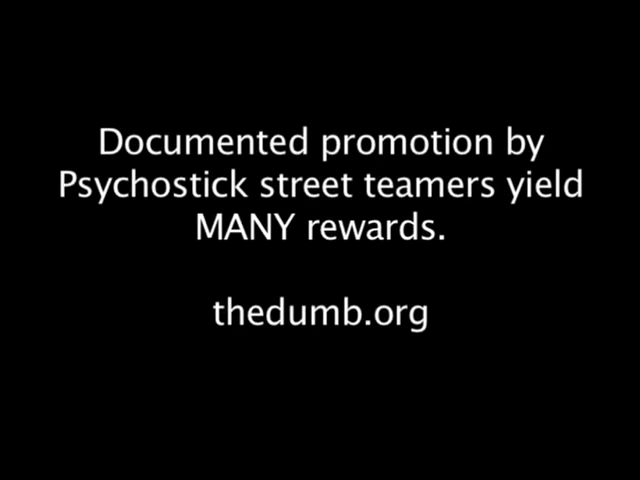 Documented promotion by
Psychostick street teamers yield
MANY rewards.
thedumb.org